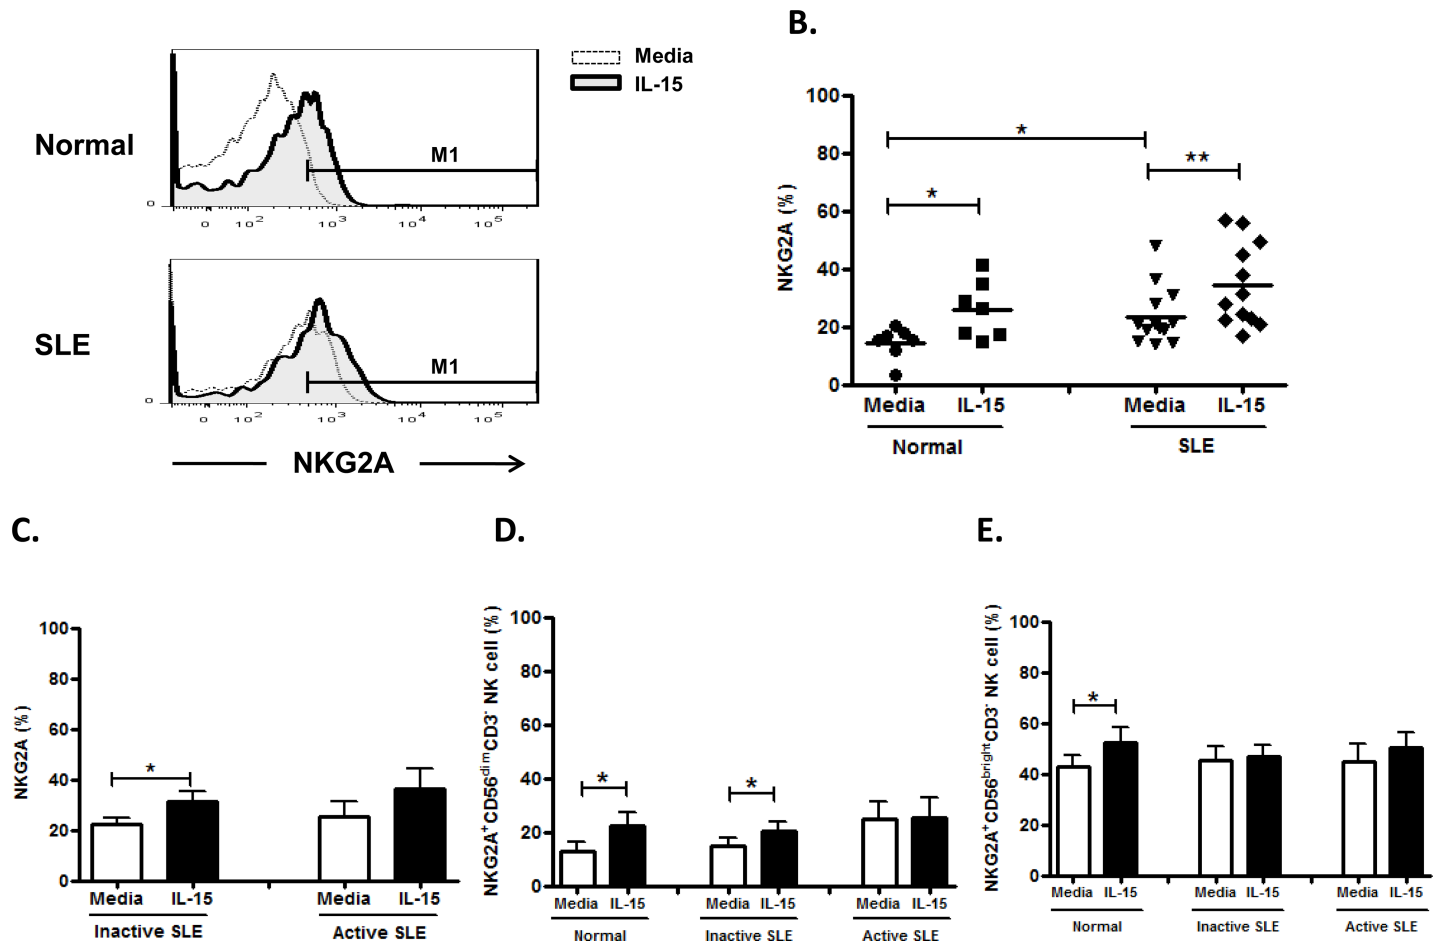 B.
Media
IL-15
Normal
M1
0
0 10² 10³ 10⁴ 10⁵
SLE
M1
0
0 10² 10³ 10⁴ 10⁵
NKG2A
NKG2A (%)
100
80
60
40
20
0
*
*
**
Media IL-15 Media IL-15
Normal SLE
C.
NKG2A (%)
100
80
60
40
20
0
*
Media IL-15 Media IL-15
Inactive SLE Active SLE
D.
NKG2A⁺CD56ᵈⁱᵐCD3⁻ NK cell (%)
100
80
60
40
20
0
*
*
Media IL-15 Media IL-15 Media IL-15
Normal Inactive SLE Active SLE
E.
NKG2A⁺CD56ᵇʳⁱᵍʰᵗCD3⁻ NK cell (%)
100
80
60
40
20
0
*
Media IL-15 Media IL-15 Media IL-15
Normal Inactive SLE Active SLE